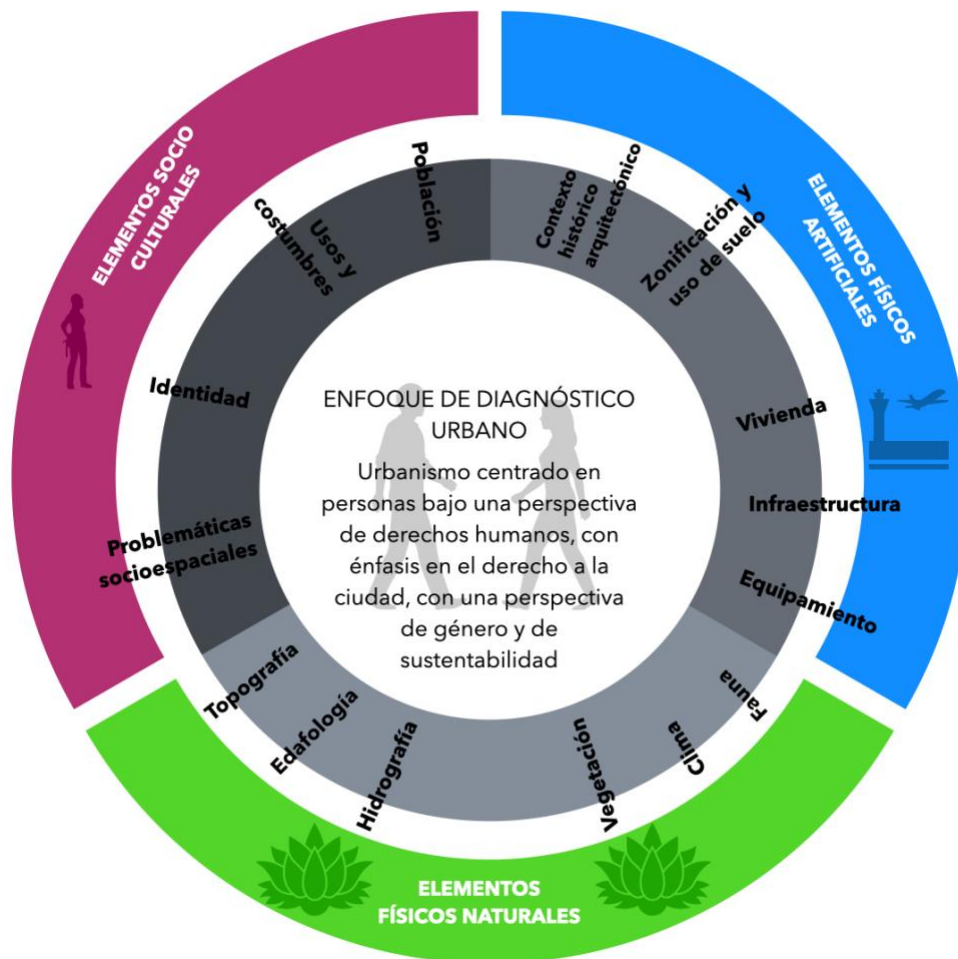 ELEMENTOS SOCIO
CULTURALES
ELEMENTOS FÍSICOS
ARTIFICIALES
Población
Usos y
costumbres
Identidad
Problemáticas
socioespaciales
Contexto
histórico
arquitectónico
Zonificación y
uso de suelo
Vivienda
Infraestructura
Equipamiento
ENFOQUE DE DIAGNÓSTICO
URBANO
Urbanismo centrado en
personas bajo una perspectiva
de derechos humanos, con
énfasis en el derecho a la
ciudad, con una perspectiva
de género y de
sustentabilidad
Topografía
Edafología
Hidrografía
Vegetación
Clima
Fauna
ELEMENTOS
FÍSICOS NATURALES